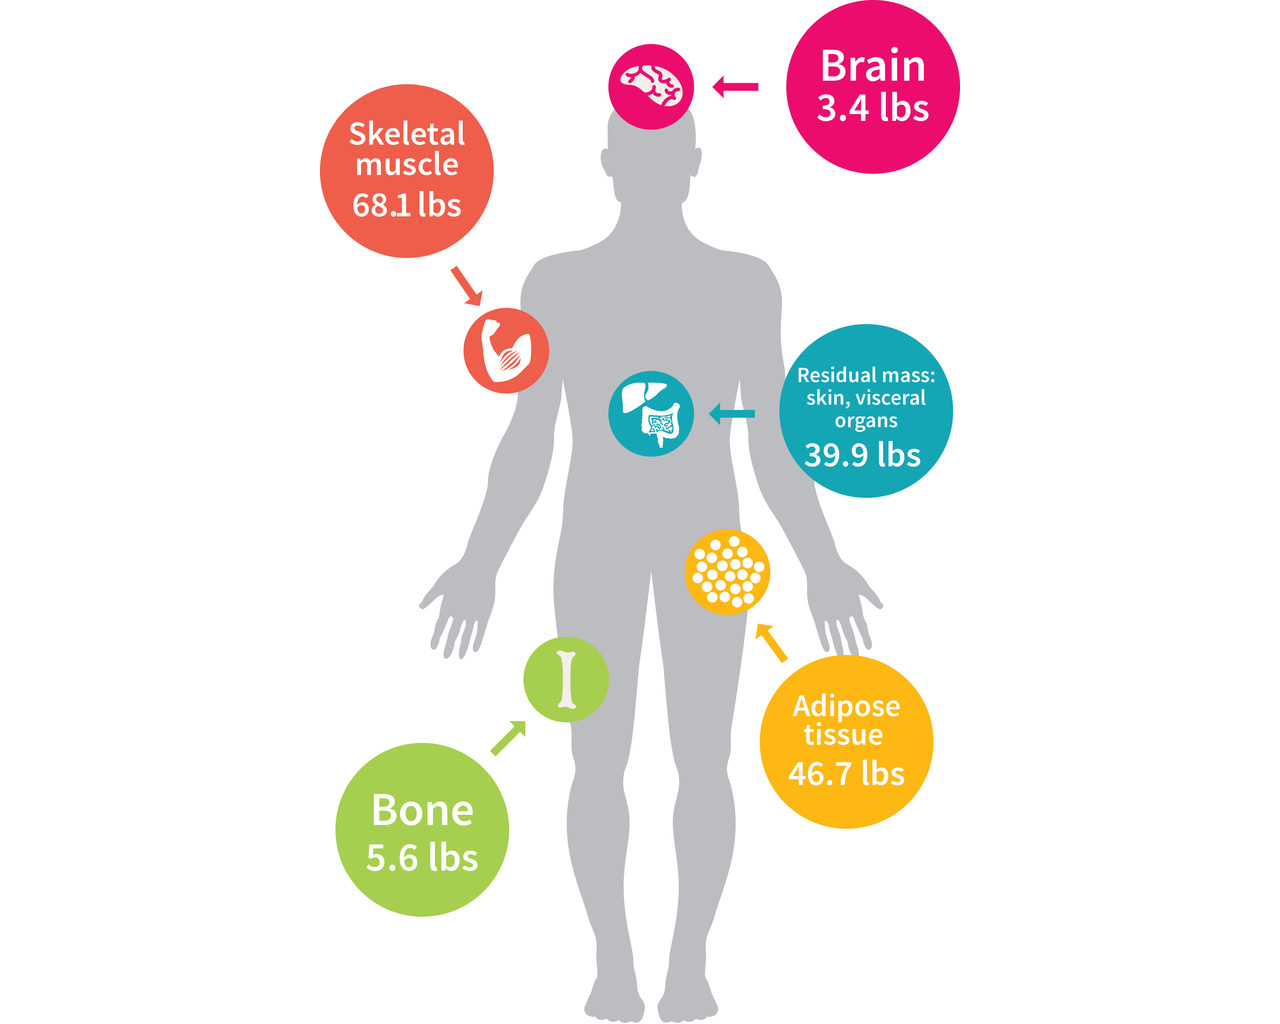 Brain
3.4 lbs
Skeletal
muscle
68.1 lbs
Residual mass:
skin, visceral
organs
39.9 lbs
Adipose
tissue
46.7 lbs
Bone
5.6 lbs